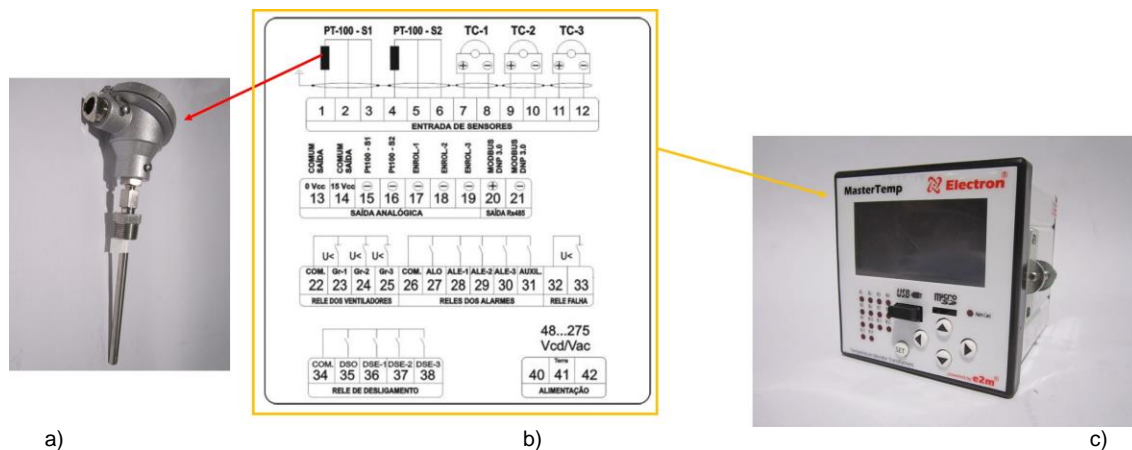 PT-100 - S1 PT-100 - S2 TC-1 TC-2 TC-3
1 2 3 4 5 6 7 8 9 10 11 12
ENTRADA DE SENSORES
COMUM SAÍDA
COMUM SAÍDA
Pt100 - S1
Pt100 - S2
ENROL-1
ENROL-2
ENROL-3
MODBUS DNP 3.0
MODBUS DNP 3.0
0 Vcc 15 Vcc
13 14 15 16 17 18 19 20 21
SAÍDA ANALÓGICA SAÍDA Rs485
U< U< U< U<
COM. Gr-1 Gr-2 Gr-3 COM. ALO ALE-1 ALE-2 ALE-3 AUXIL.
22 23 24 25 26 27 28 29 30 31 32 33
RELE DOS VENTILADORES RELES DOS ALARMES RELE FALHA
48...275
Vcd/Vac
COM. DSO DSE-1 DSE-2 DSE-3
34 35 36 37 38
RELE DE DESLIGAMENTO
Terra
40 41 42
ALIMENTAÇÃO
MasterTemp Electron
USB
SET
e2m
a) b) c)